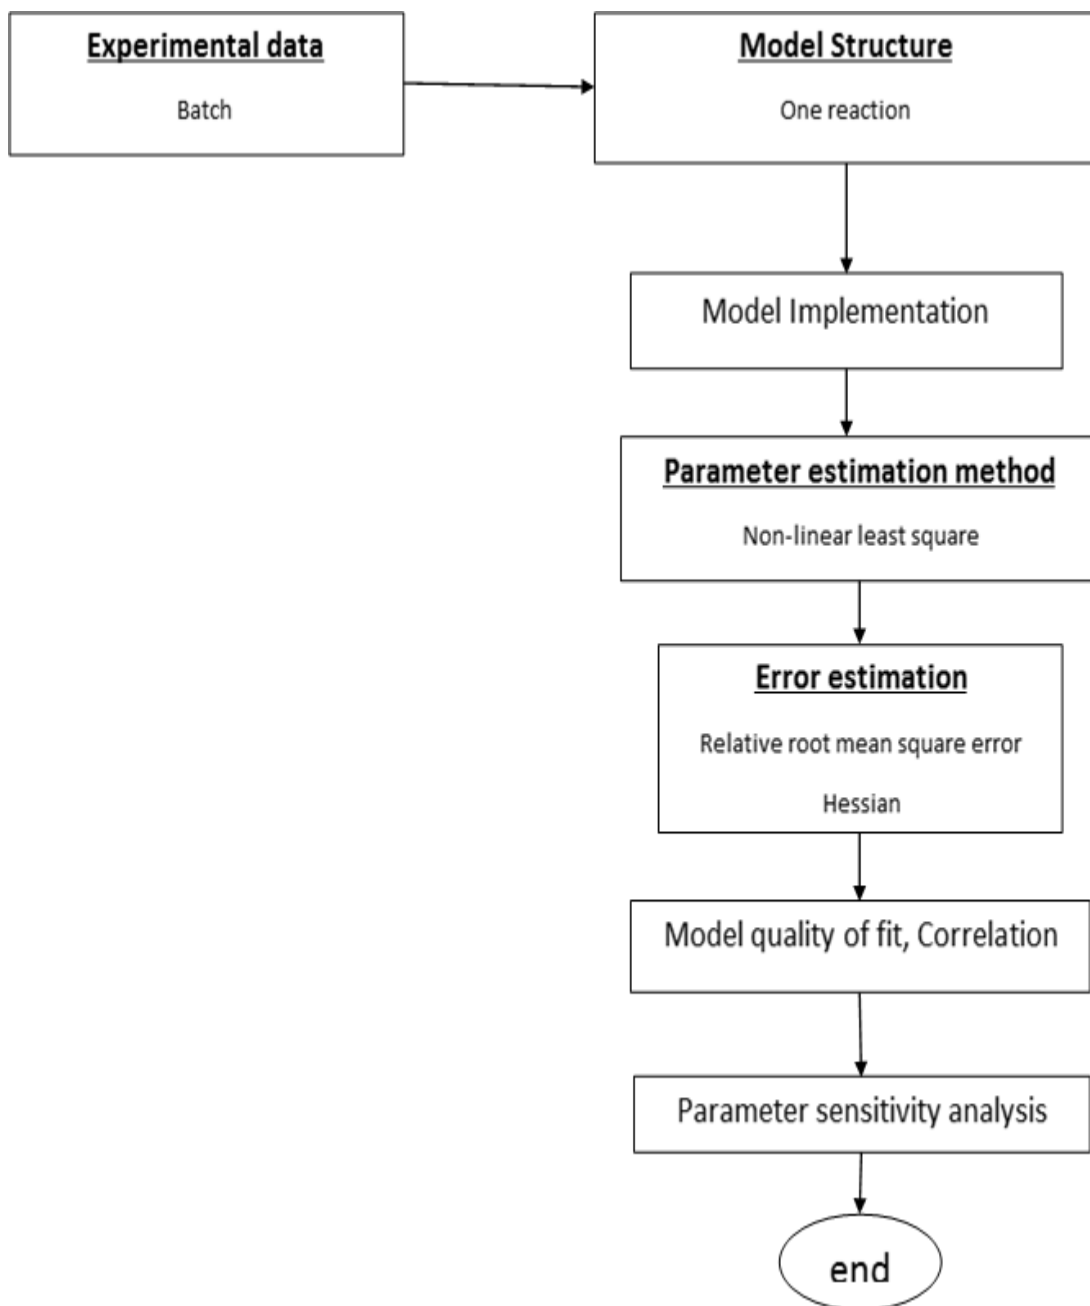 Experimental data
Batch
Model Structure
One reaction
Model Implementation
Parameter estimation method
Non-linear least square
Error estimation
Relative root mean square error
Hessian
Model quality of fit, Correlation
Parameter sensitivity analysis
end